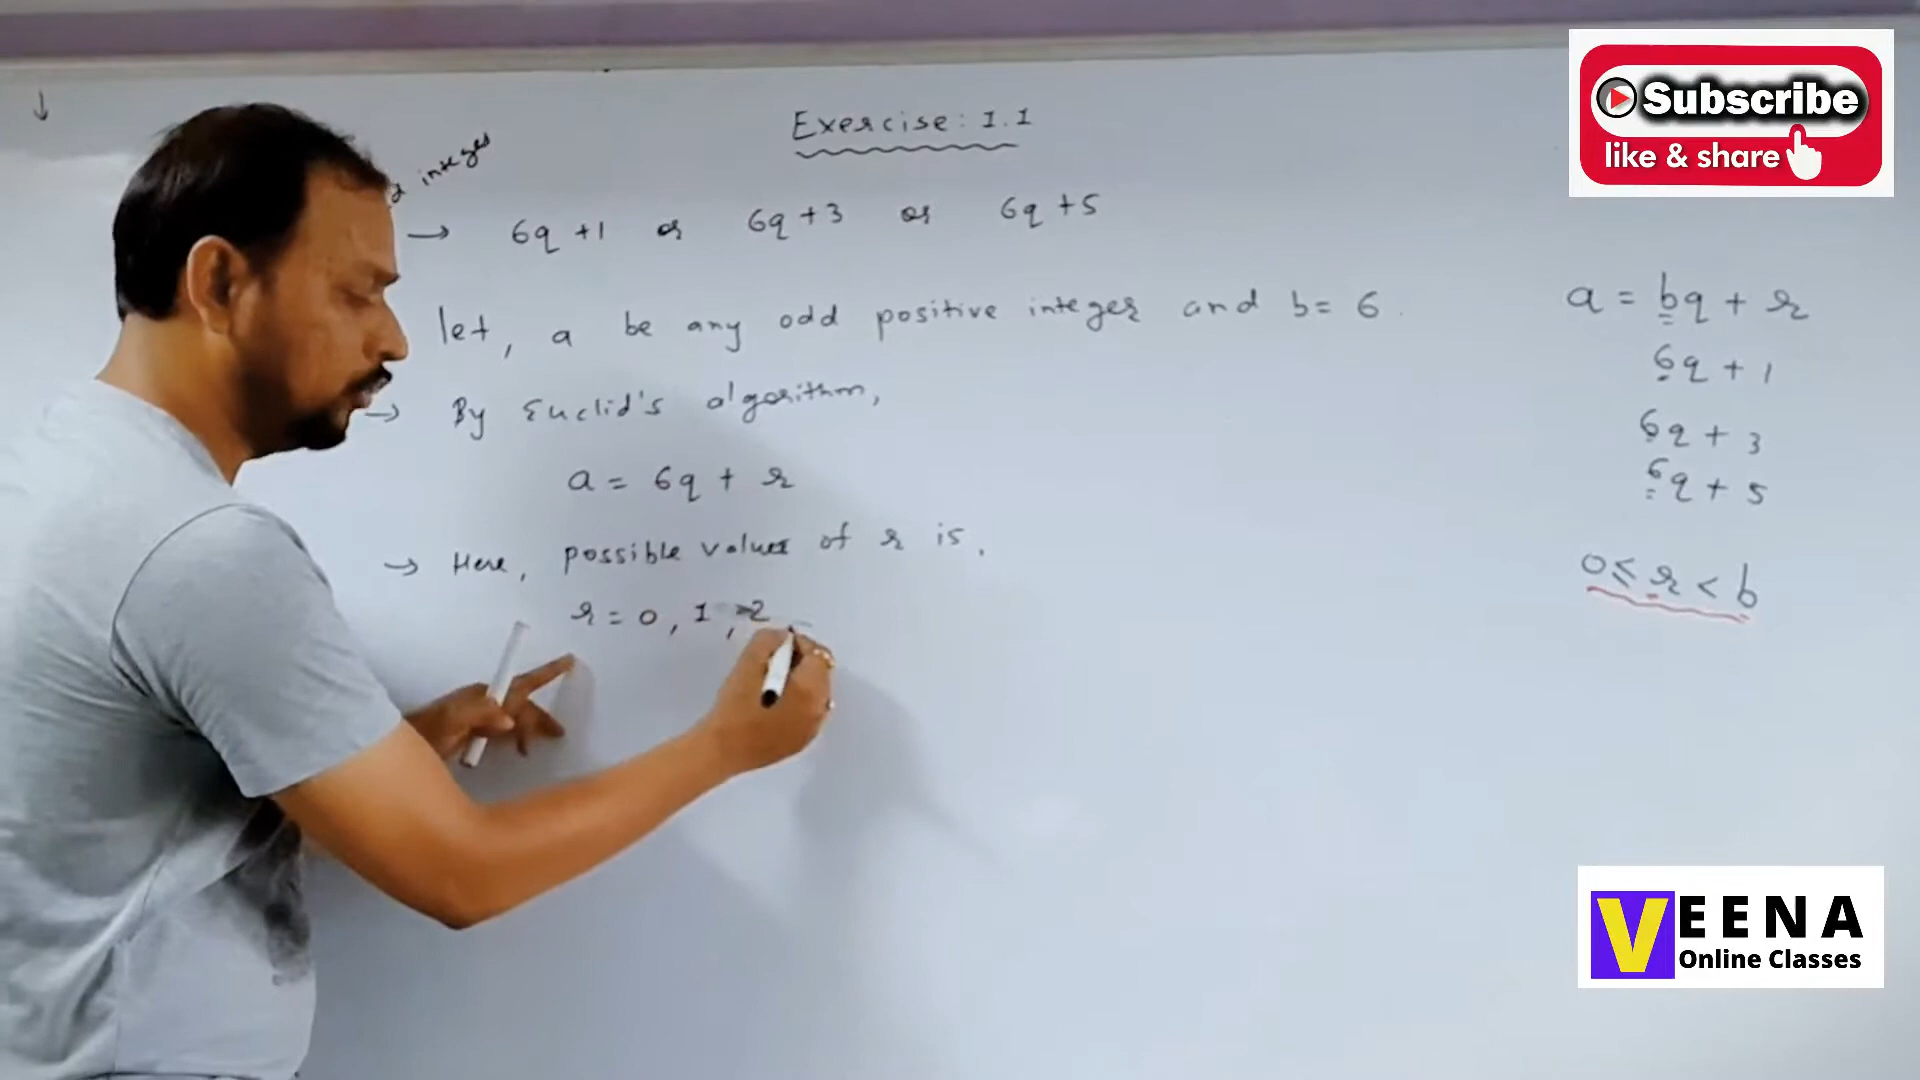 Exercise: 1.1
integer
→ 6q + 1 or 6q + 3 or 6q + 5
let, a be any odd positive integer and b = 6.
→ By Euclid's algorithm,
a = 6q + r
→ Here, possible values of r is.
r = 0, 1, 2
a = bq + r
6q + 1
6q + 3
6q + 5
0 ≤ r < b
Subscribe
like & share
VEENA
Online Classes